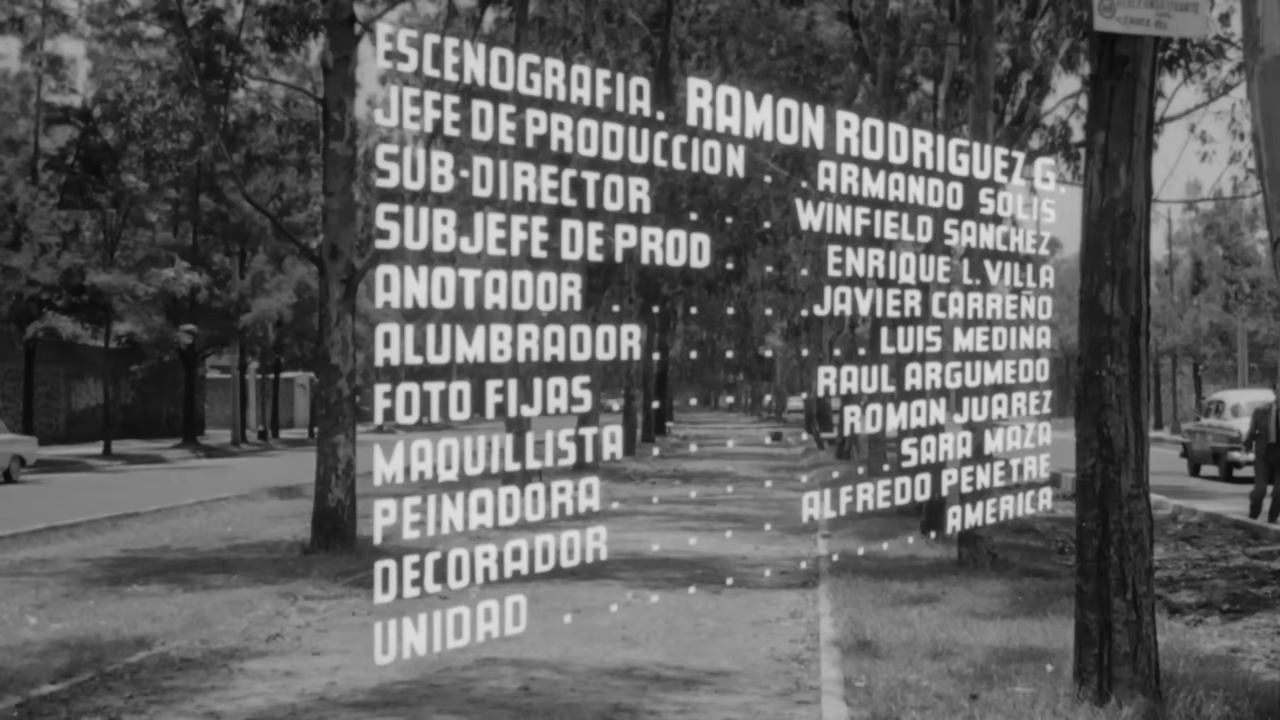 ESCENOGRAFIA. RAMON RODRIGUEZ G.
JEFE DE PRODUCCION . . ARMANDO SOLIS
SUB-DIRECTOR . . . WINFIELD SANCHEZ
SUBJEFE DE PROD . . . ENRIQUE L. VILLA
ANOTADOR . . . . . . JAVIER CARREÑO
ALUMBRADOR . . . . . . . LUIS MEDINA
FOTO FIJAS . . . . RAUL ARGUMEDO
MAQUILLISTA . . . . . ROMAN JUAREZ
PEINADORA . . . . . . . . SARA MAZA
DECORADOR . . . . ALFREDO PENETRE
UNIDAD . . . . . . . . . . . AMERICA